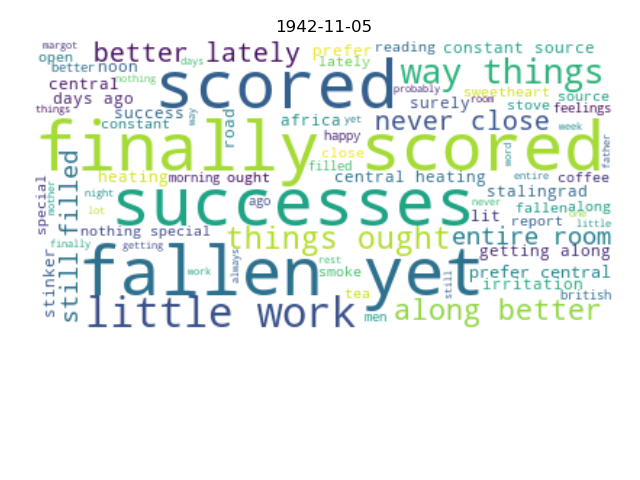 1942-11-05
margot
open
better lately
days
prefer
lately
reading
constant source
better
noon
nothing
scored
probably
way things
central
days ago
sweetheart
source
things
success
constant
way
road
africa
yet
surely
room
stove
feelings
never close
week
finally scored
happy
close
filled
word
father
special
mother
still filled
heating
morning
ought
central heating
entire
coffee
night
lot
successes
ago
never
stalingrad
lit
fallen
along
one
nothing special
report
little
finally
getting
things ought
entire room
getting along
stinker
fallen yet
work
always
rest
smoke
still
prefer central
irritation
tea
british
little work
men
along better